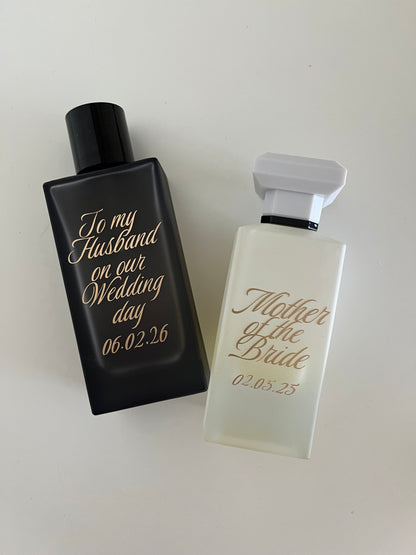 To my
Husband
on our
Wedding
day
06.02.26
Mother
of the
Bride
02.05.25